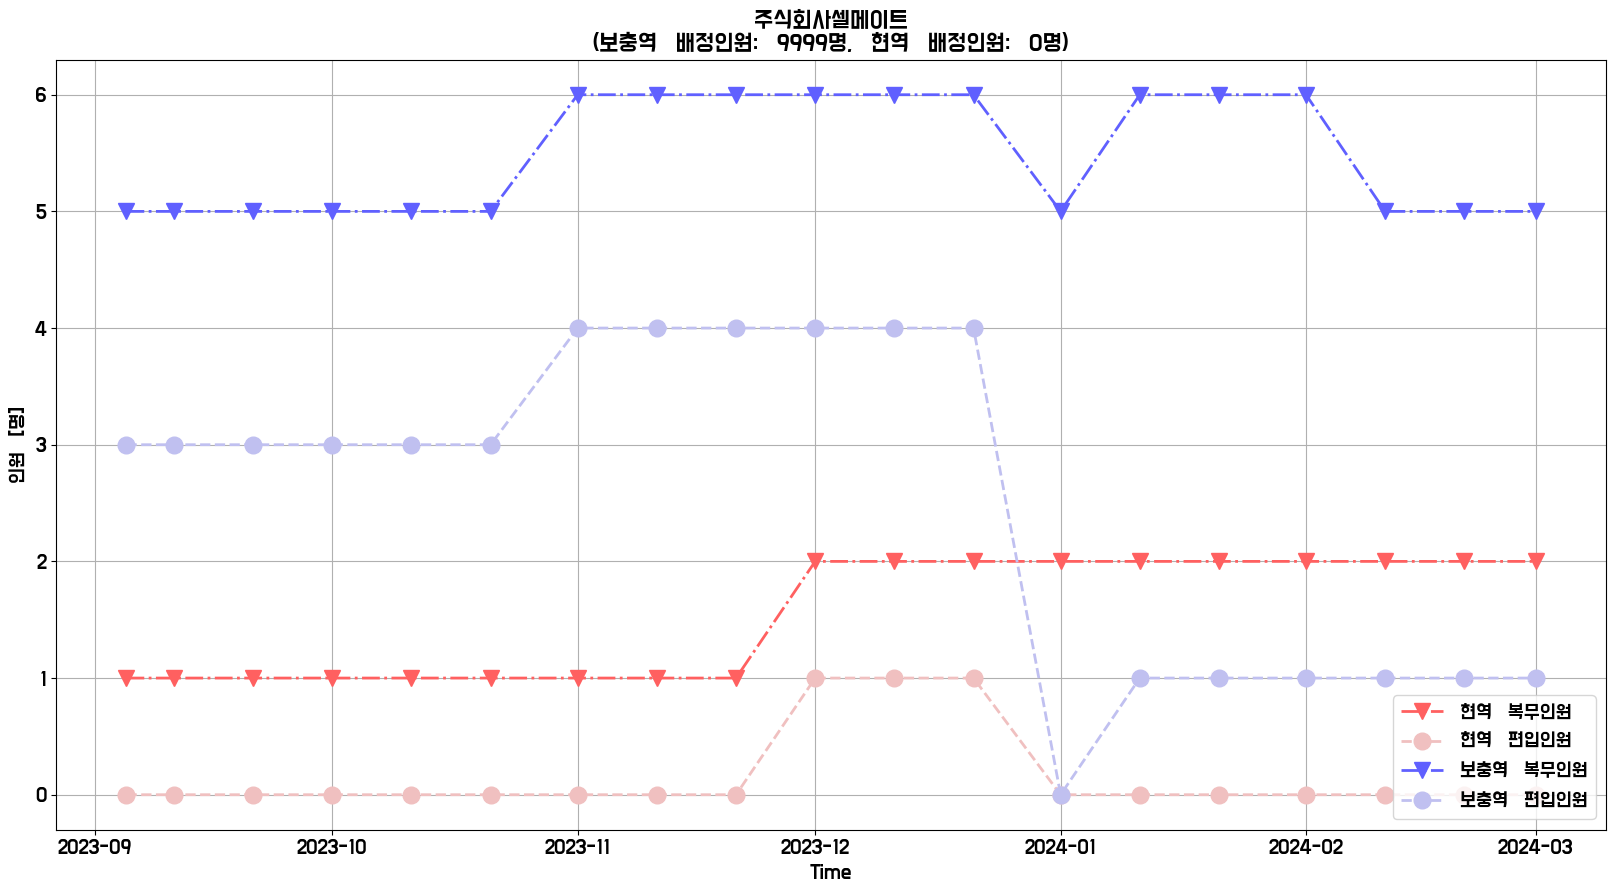 주식회사셀메이트
(보충역 배정인원: 9999명, 현역 배정인원: 0명)
인원 [명]
6
5
4
3
2
1
0
현역 복무인원
현역 편입인원
보충역 복무인원
보충역 편입인원
2023-09
2023-10
2023-11
2023-12
2024-01
2024-02
2024-03
Time